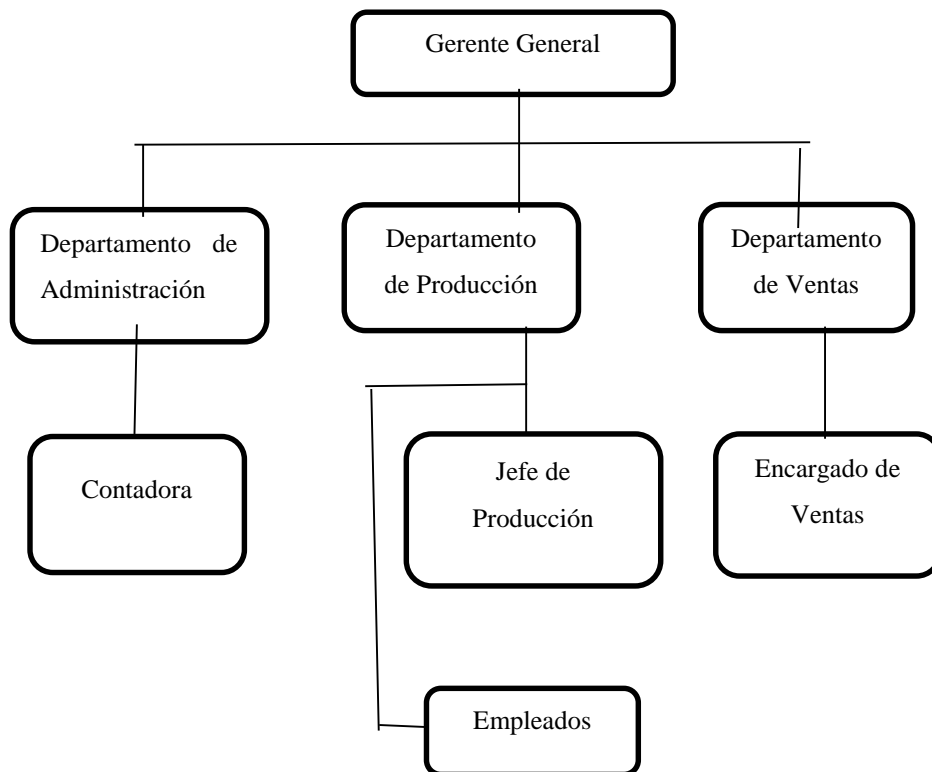 Gerente General
Departamento de
Administración
Departamento
de Producción
Departamento
de Ventas
Contadora
Jefe de
Producción
Encargado de
Ventas
Empleados